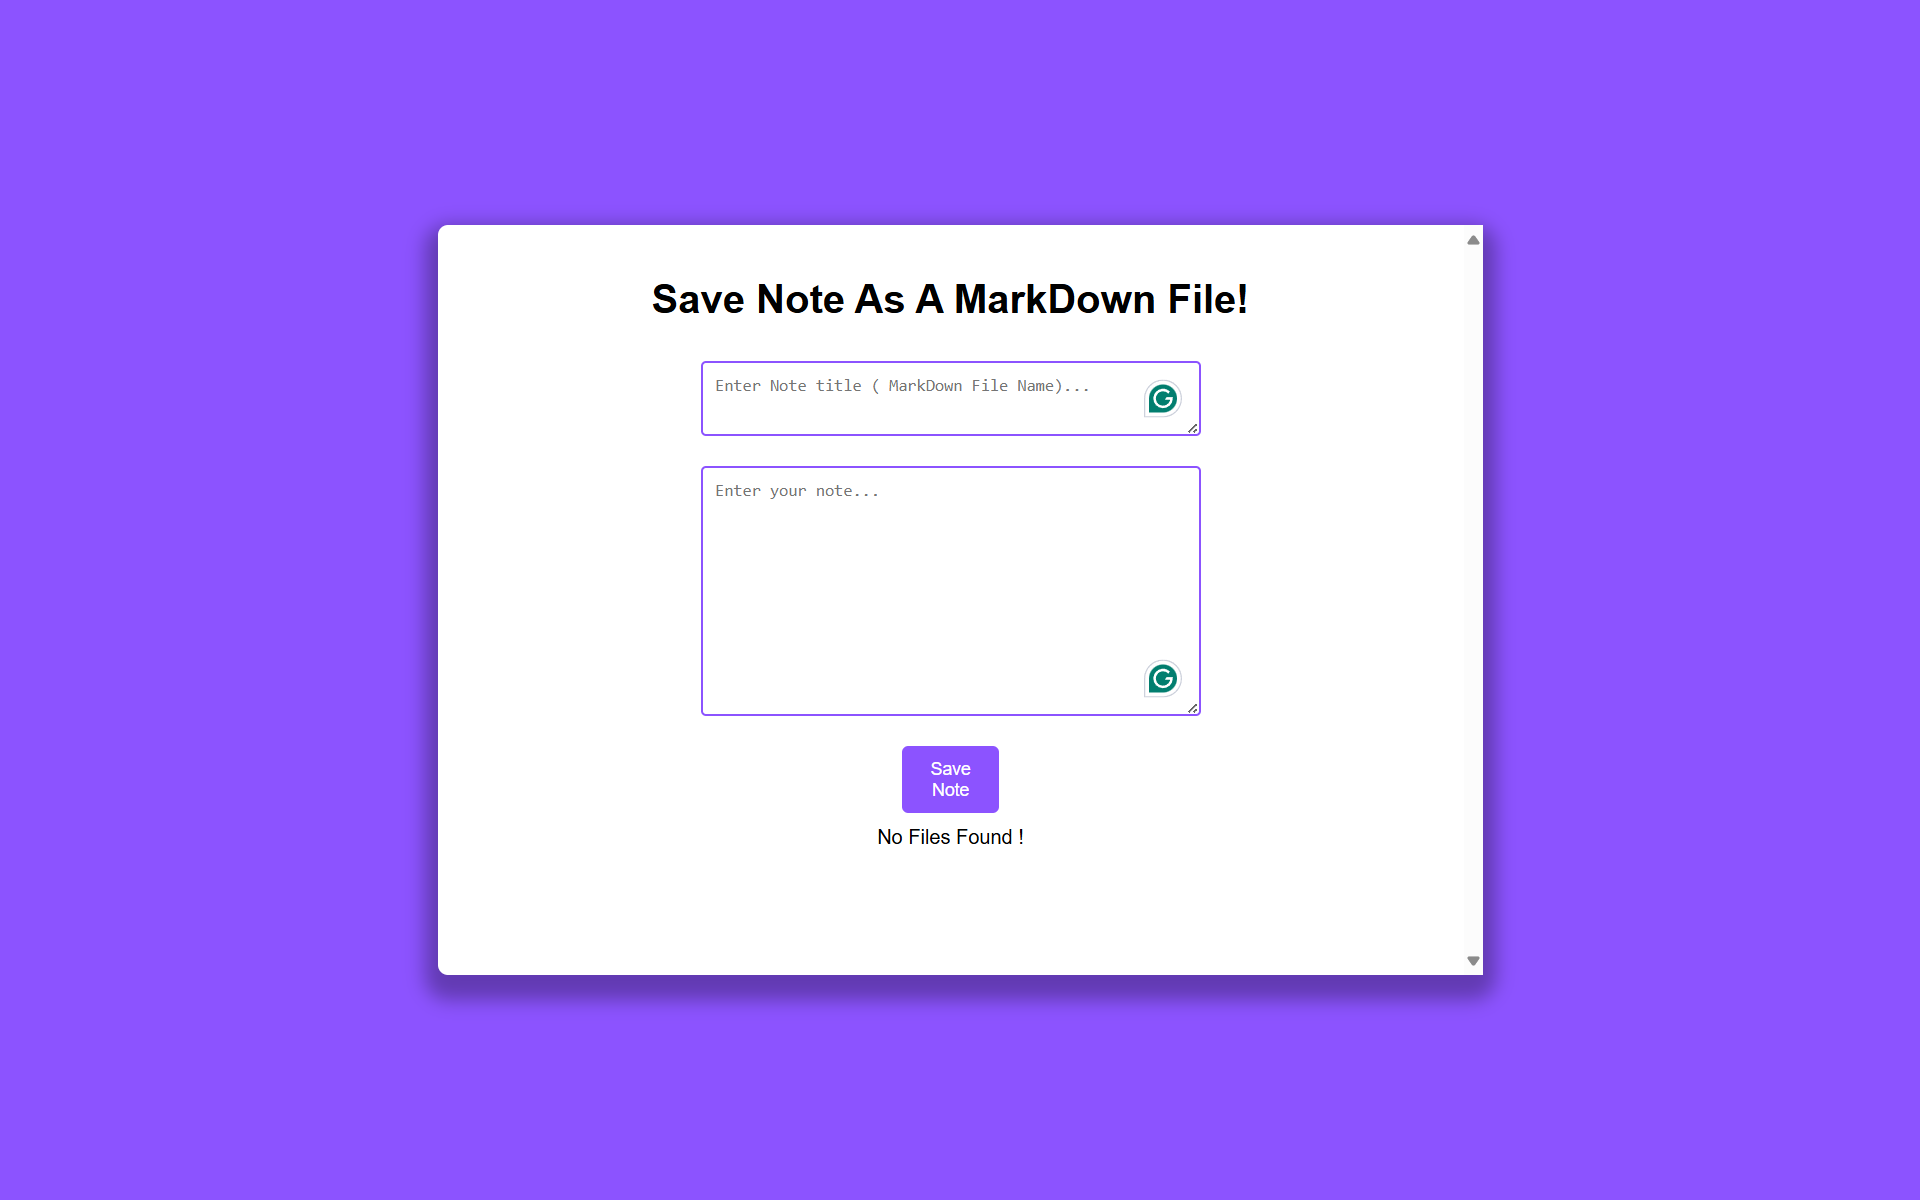 Save Note As A MarkDown File!
Enter Note title ( MarkDown File Name)...
Enter your note...
Save
Note
No Files Found !